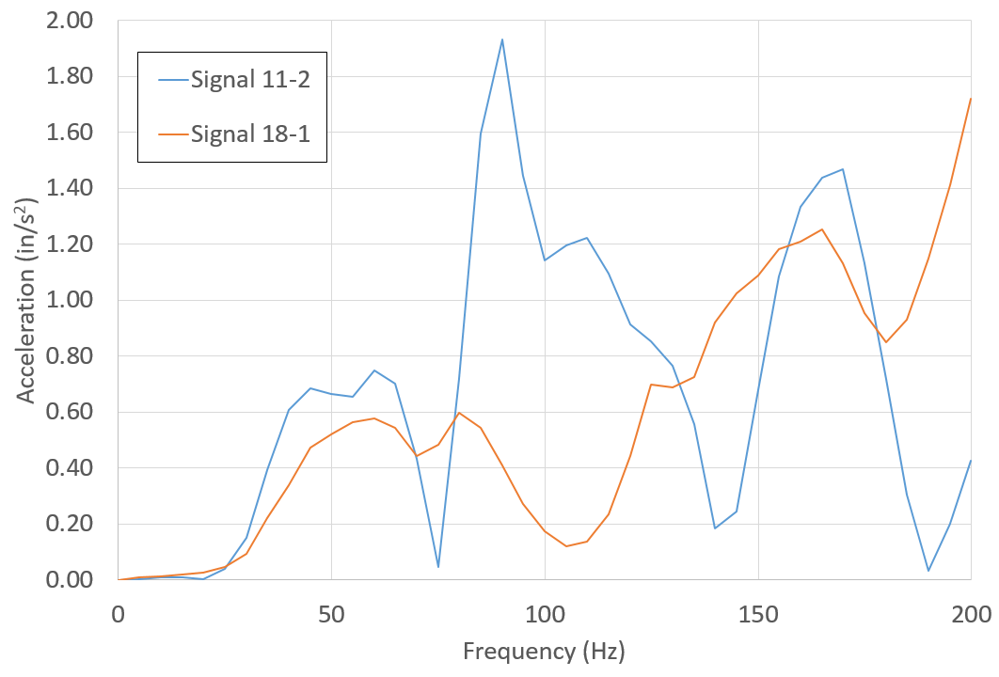 2.00
1.80
1.60
1.40
1.20
1.00
0.80
0.60
0.40
0.20
0.00
Acceleration (in/s²)
Signal 11-2
Signal 18-1
0 50 100 150 200
Frequency (Hz)